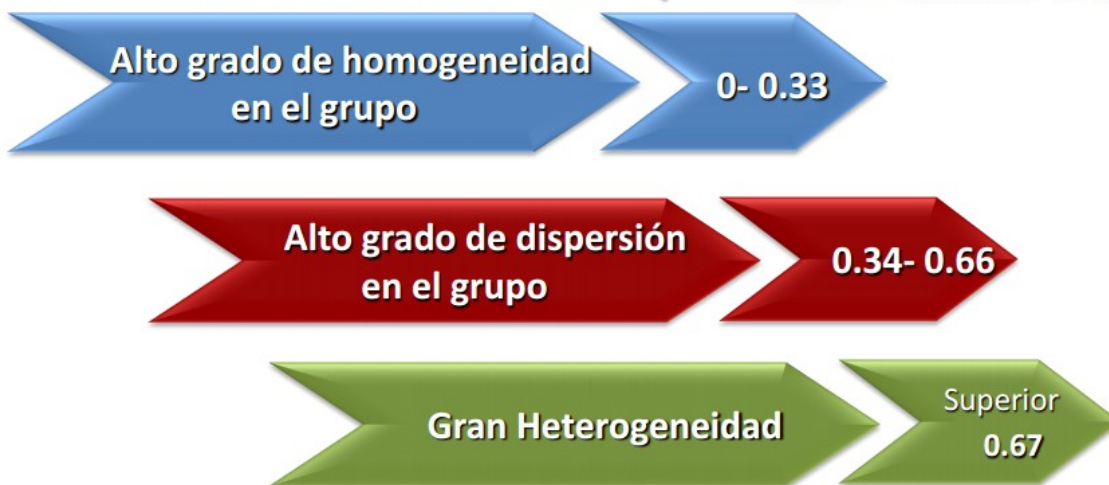 Alto grado de homogeneidad
en el grupo
0- 0.33
Alto grado de dispersión
en el grupo
0.34- 0.66
Gran Heterogeneidad
Superior
0.67